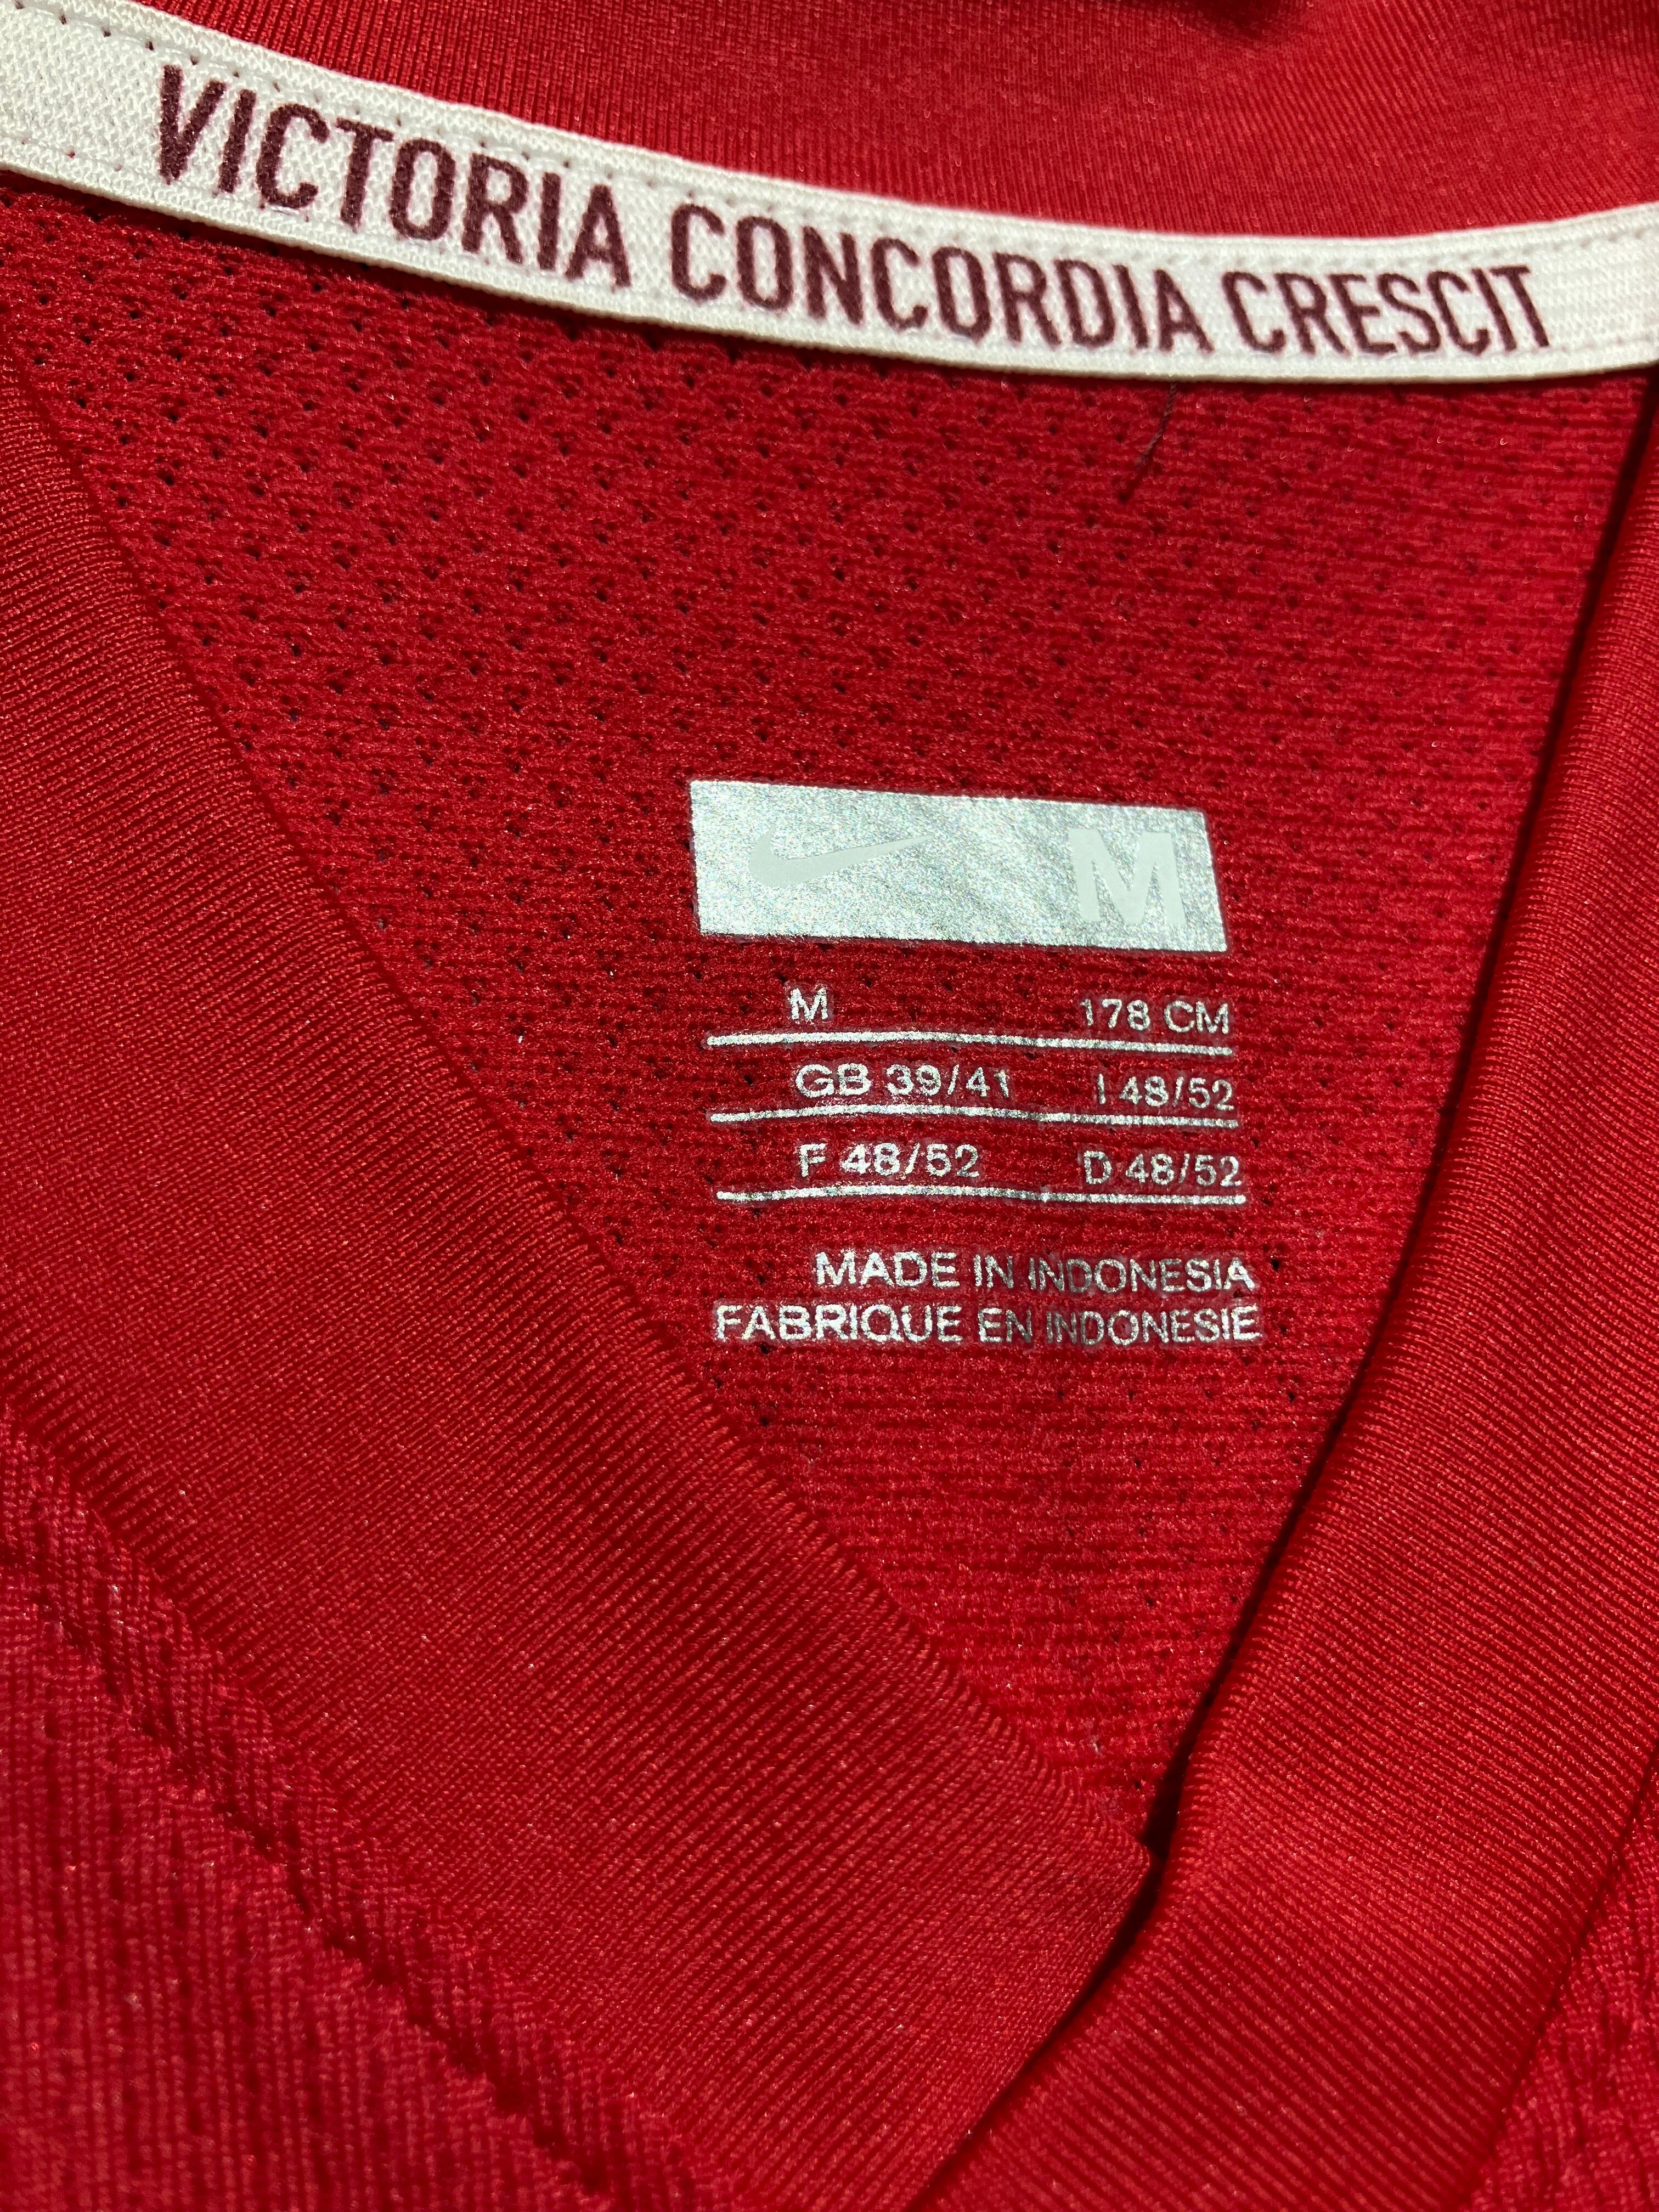 VICTORIA CONCORDIA CRESCIT
M
M 178 CM
GB 39/41 I 48/52
F 48/52 D 48/52
MADE IN INDONESIA
FABRIQUE EN INDONESIE